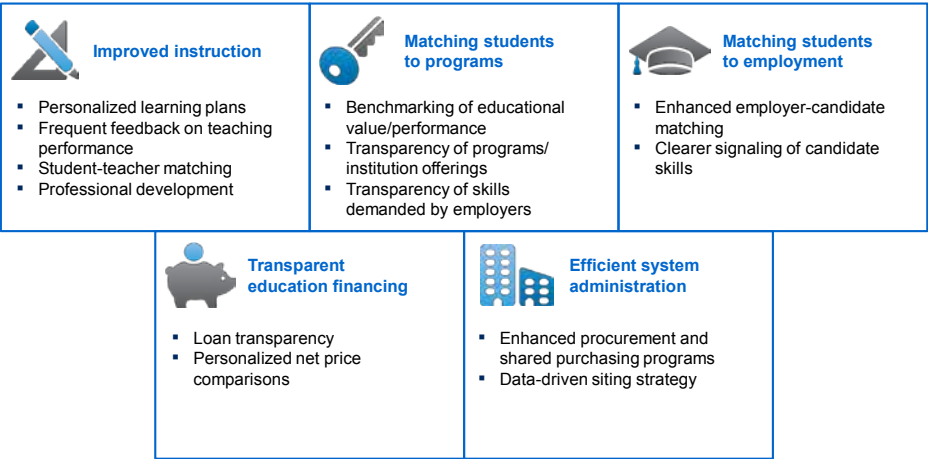 Improved instruction
▪ Personalized learning plans
▪ Frequent feedback on teaching
performance
▪ Student-teacher matching
▪ Professional development
Matching students
to programs
▪ Benchmarking of educational
value/performance
▪ Transparency of programs/
institution offerings
▪ Transparency of skills
demanded by employers
Matching students
to employment
▪ Enhanced employer-candidate
matching
▪ Clearer signaling of candidate
skills
Transparent
education financing
▪ Loan transparency
▪ Personalized net price
comparisons
Efficient system
administration
▪ Enhanced procurement and
shared purchasing programs
▪ Data-driven siting strategy